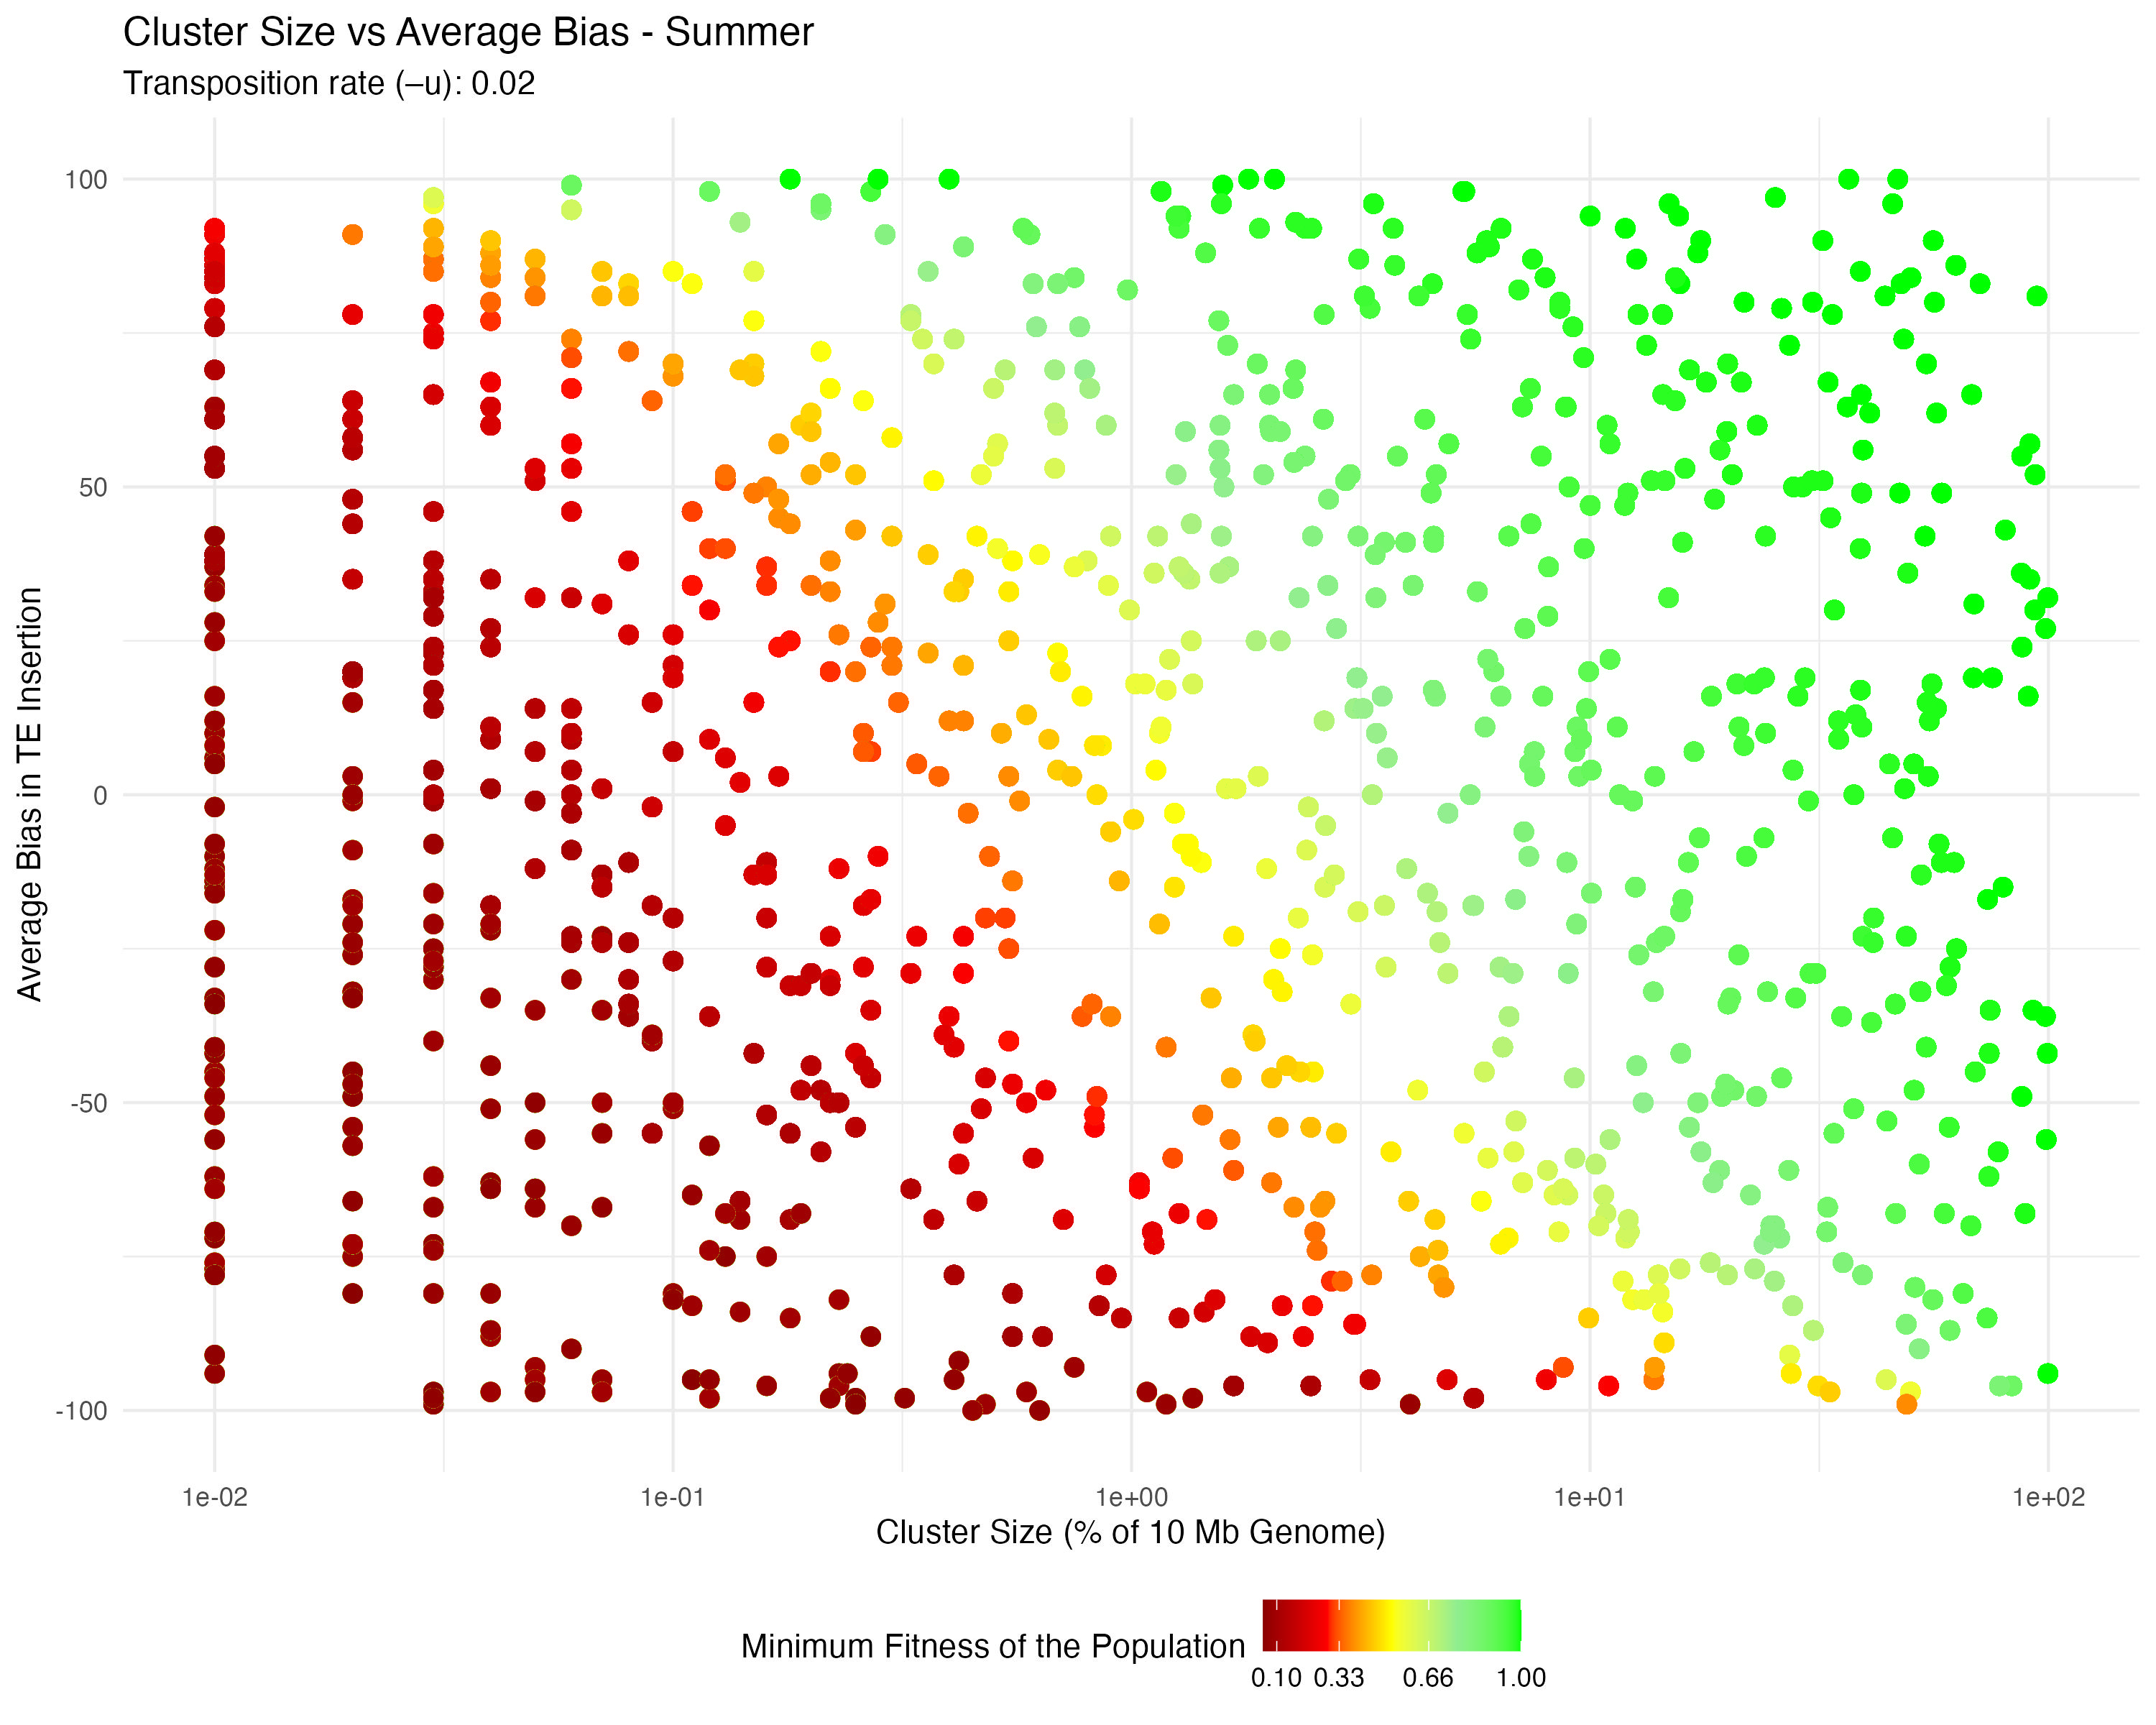 Cluster Size vs Average Bias - Summer
Transposition rate (−u): 0.02
Average Bias in TE Insertion
100
50
0
-50
-100
1e-02 1e-01 1e+00 1e+01 1e+02
Cluster Size (% of 10 Mb Genome)
Minimum Fitness of the Population
0.10 0.33 0.66 1.00